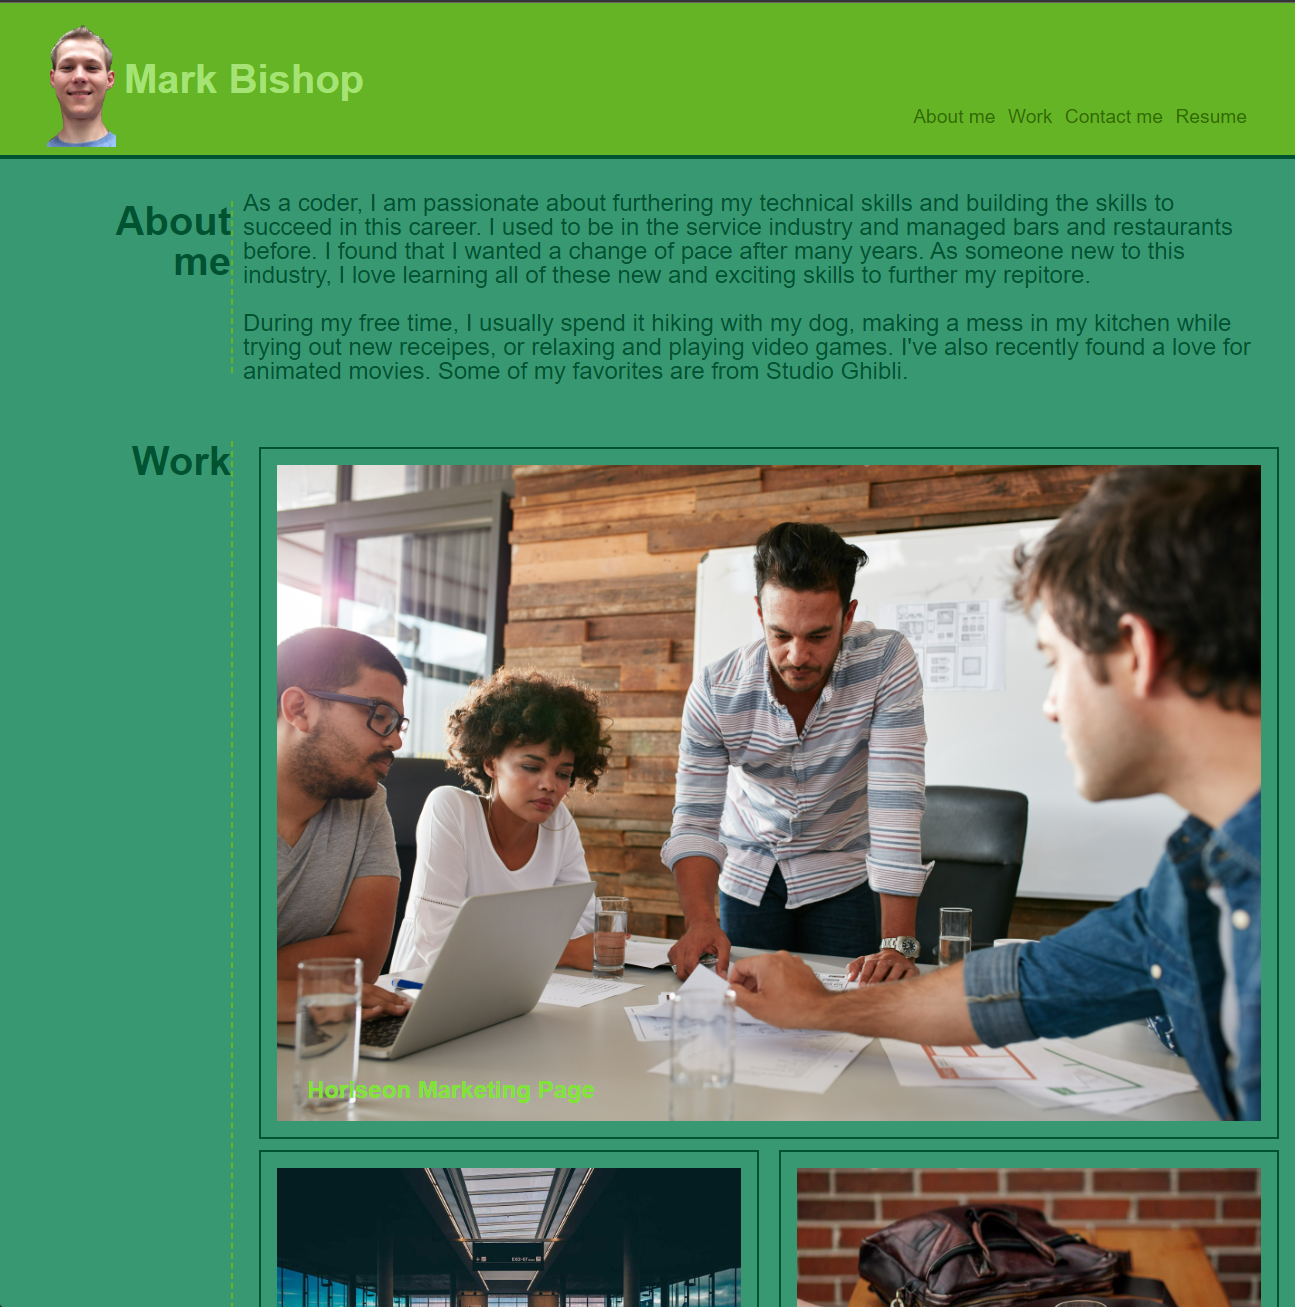 Mark Bishop
About me Work Contact me Resume
About
me
As a coder, I am passionate about furthering my technical skills and building the skills to
succeed in this career. I used to be in the service industry and managed bars and restaurants
before. I found that I wanted a change of pace after many years. As someone new to this
industry, I love learning all of these new and exciting skills to further my repitore.
During my free time, I usually spend it hiking with my dog, making a mess in my kitchen while
trying out new receipes, or relaxing and playing video games. I've also recently found a love for
animated movies. Some of my favorites are from Studio Ghibli.
Work
Horiseon Marketing Page